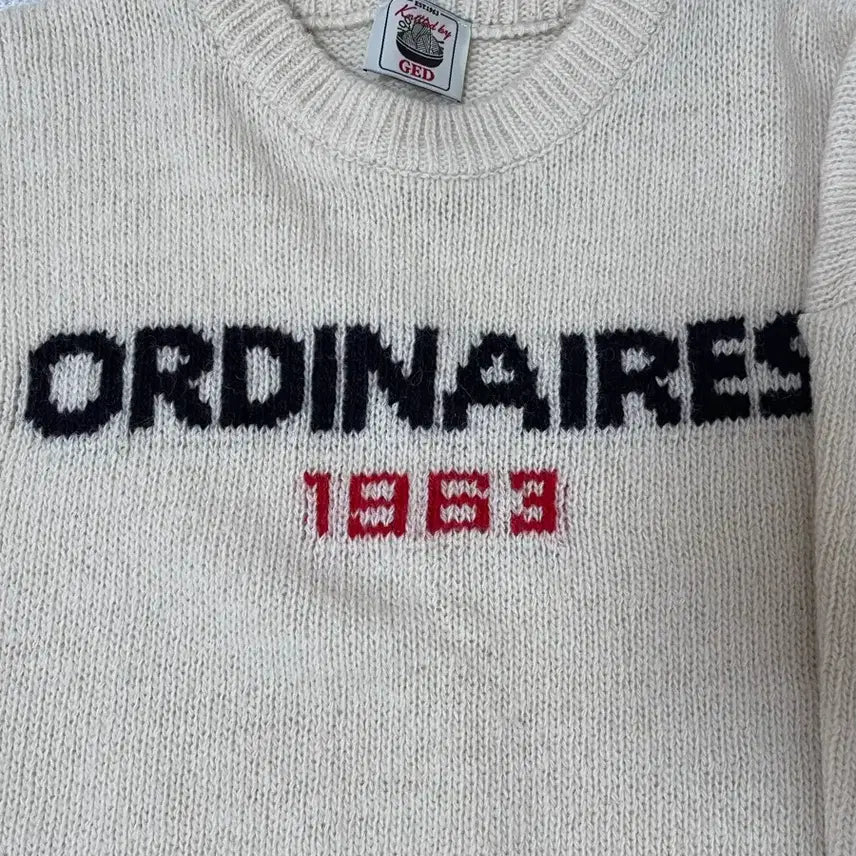 Knitted by
GED
ORDINAIRES
1963